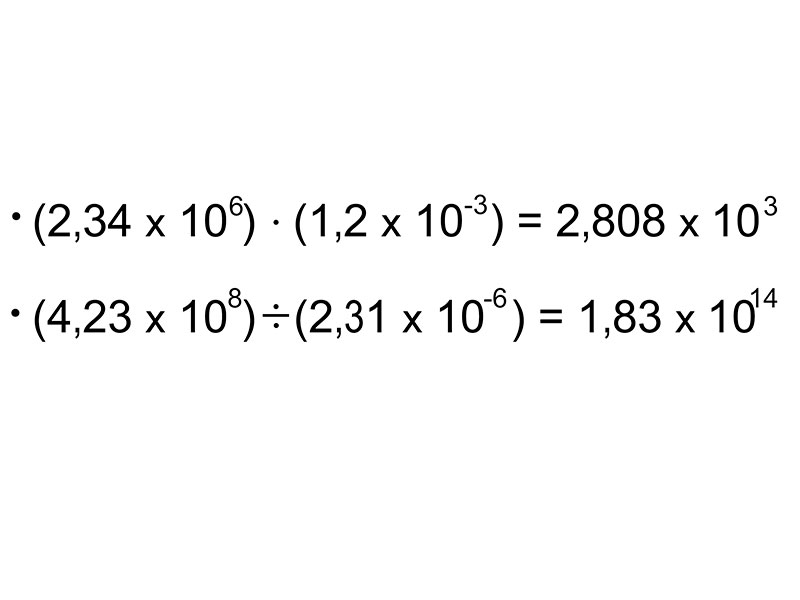 • (2,34 x 10⁶) · (1,2 x 10⁻³) = 2,808 x 10³
• (4,23 x 10⁸)÷(2,31 x 10⁻⁶) = 1,83 x 10¹⁴